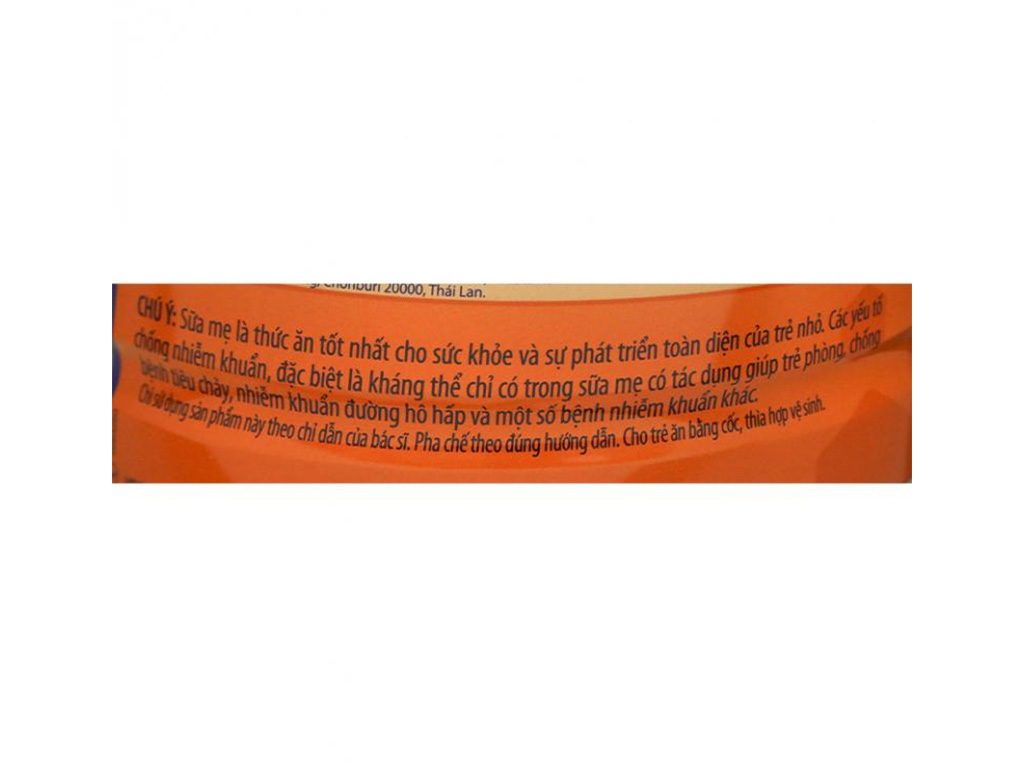 Chonburi 20000, Thái Lan.
CHÚ Ý: Sữa mẹ là thức ăn tốt nhất cho sức khỏe và sự phát triển toàn diện của trẻ nhỏ. Các yếu tố
chống nhiễm khuẩn, đặc biệt là kháng thể chỉ có trong sữa mẹ có tác dụng giúp trẻ phòng, chống
bệnh tiêu chảy, nhiễm khuẩn đường hô hấp và một số bệnh nhiễm khuẩn khác.
Chỉ sử dụng sản phẩm này theo chỉ dẫn của bác sĩ. Pha chế theo đúng hướng dẫn. Cho trẻ ăn bằng cốc, thìa hợp vệ sinh.